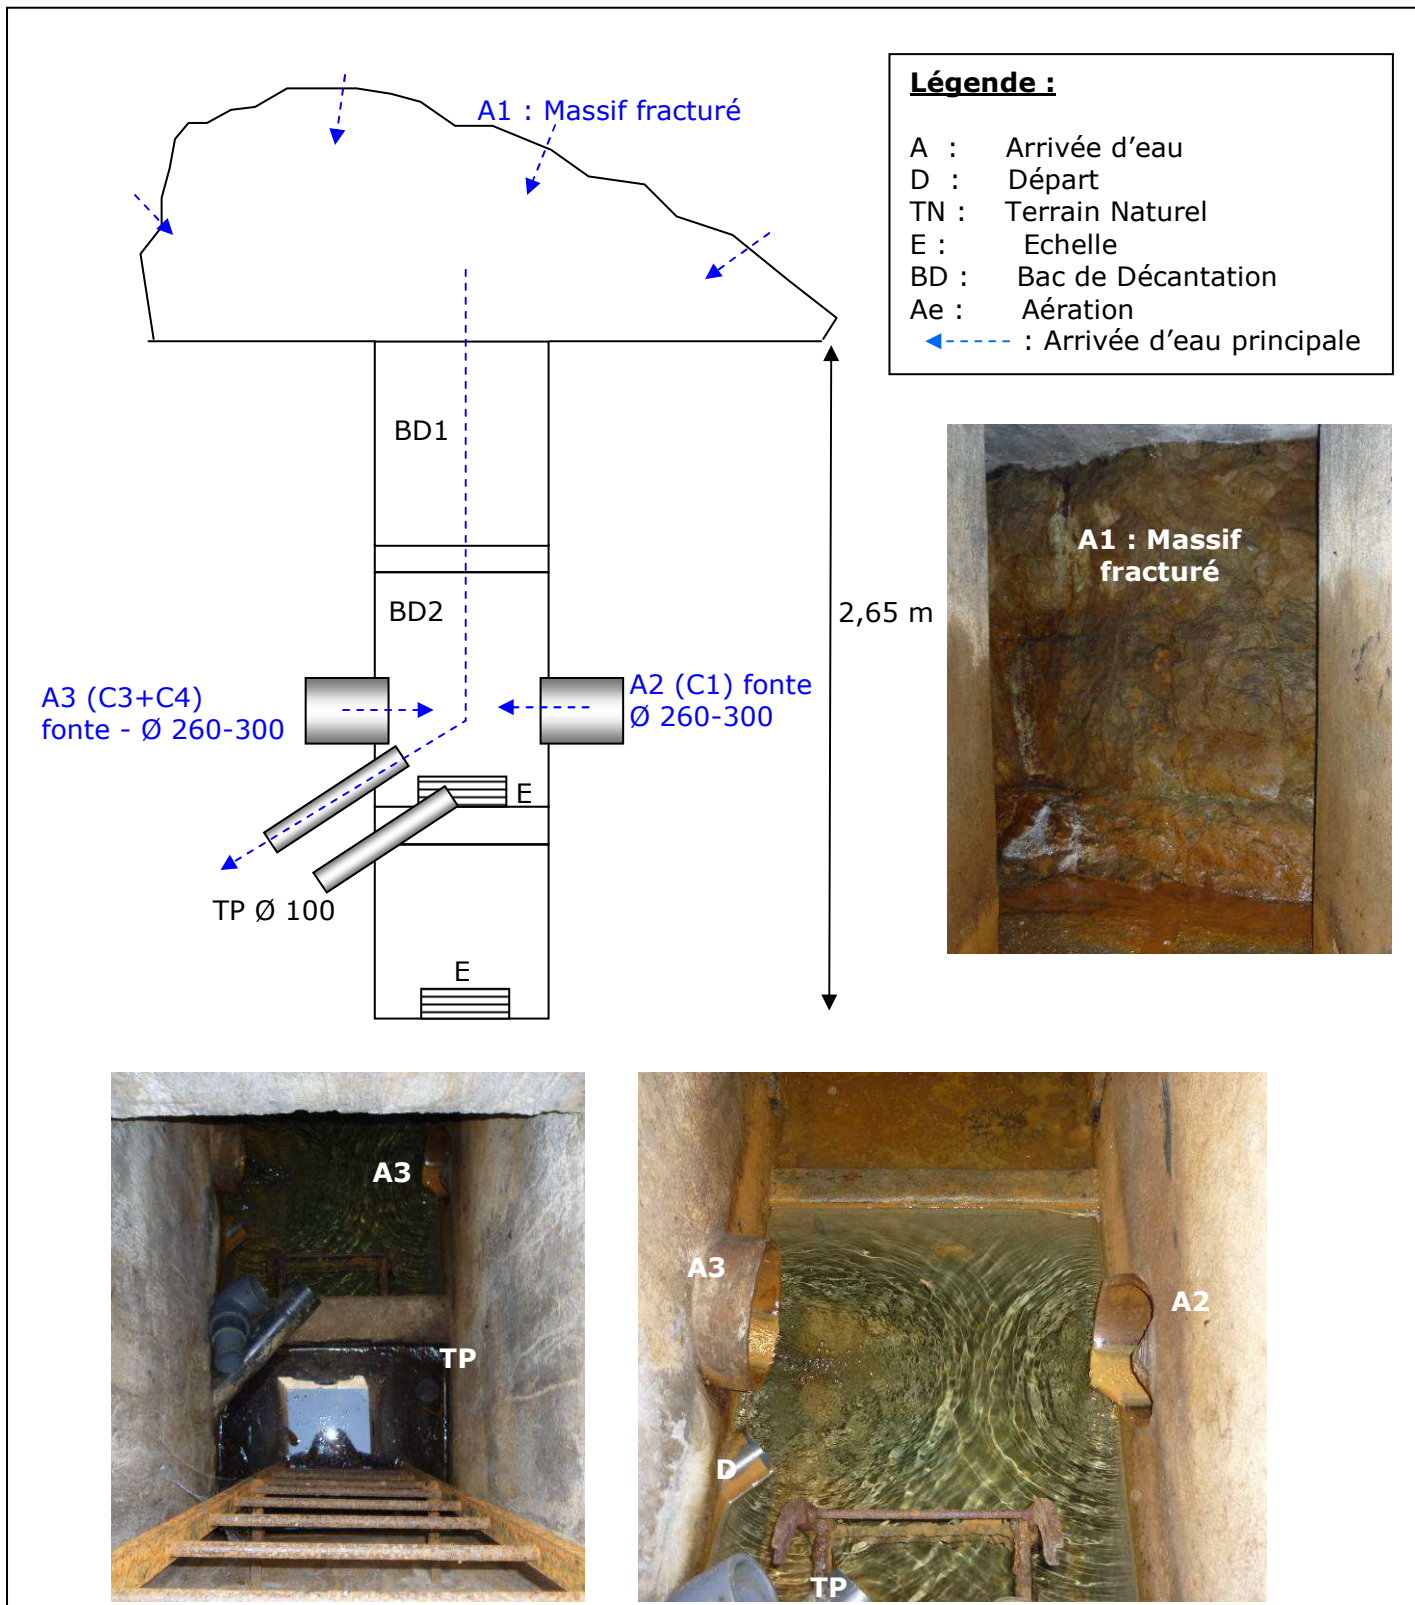 A1 : Massif fracturé
Légende :
A : Arrivée d'eau
D : Départ
TN : Terrain Naturel
E : Echelle
BD : Bac de Décantation
Ae : Aération
: Arrivée d'eau principale
BD1
BD2
2,65 m
A3 (C3+C4)
fonte - Ø 260-300
A2 (C1) fonte
Ø 260-300
E
TP Ø 100
E
A1 : Massif
fracturé
A3
TP
A3
A2
D
TP